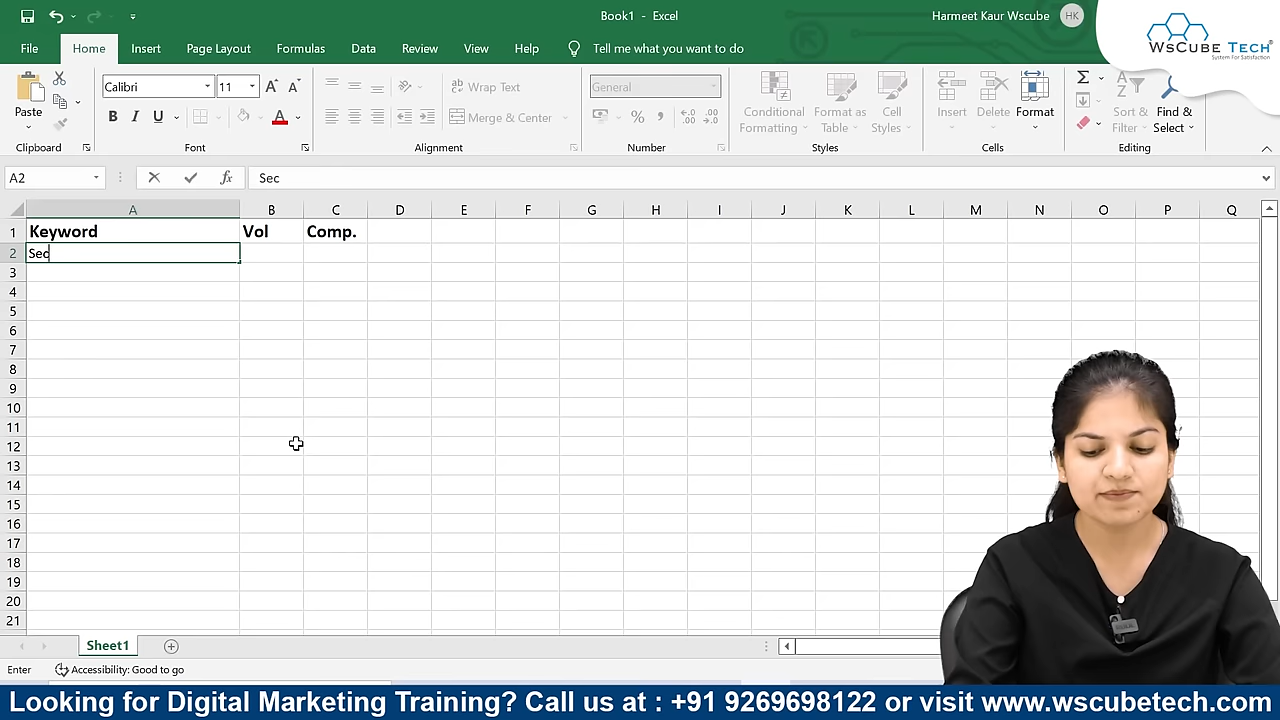 Book1 - Excel
Harmeet Kaur Wscube
HK
WsCube Tech®
System For Satisfaction
File Home Insert Page Layout Formulas Data Review View Help Tell me what you want to do
Calibri 11 A A Wrap Text General
Paste B I U A Merge & Center % , Conditional Formatting Format as Table Cell Styles Insert Delete Format Σ Sort & Filter Find & Select
Clipboard Font Alignment Number Styles Cells Editing
A2 fx Sec
A B C D E F G H I J K L M N O P Q
1 Keyword Vol Comp.
2 Sec
3
4
5
6
7
8
9
10
11
12
13
14
15
16
17
18
19
20
21
Sheet1
Enter Accessibility: Good to go
Looking for Digital Marketing Training? Call us at : +91 9269698122 or visit www.wscubetech.com